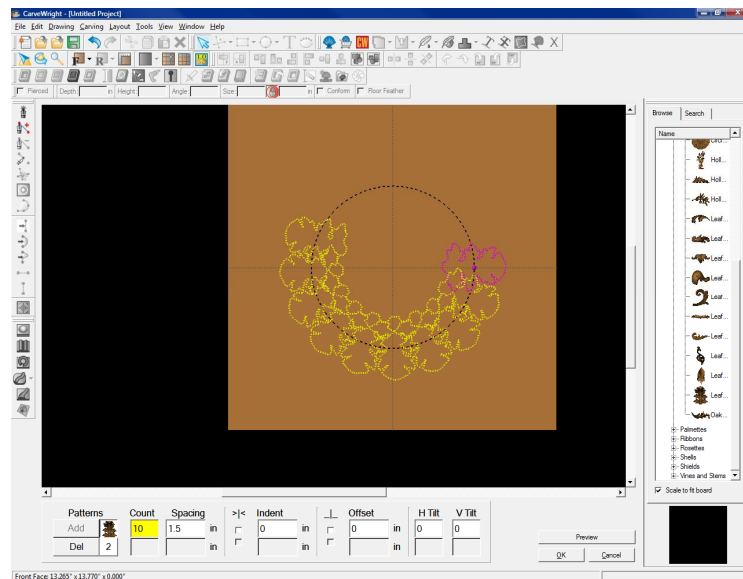 CarveWright - [Untitled Project]
File Edit Drawing Carving Layout Tools View Window Help
Pierced Depth: in Height: Angle: Size: in Conform Floor Feather
Browse Search
Name
Circl...
Holl...
Holl...
Holl...
Leaf...
Leaf...
Leaf...
Leaf...
Leaf...
Leaf...
Leaf...
Leaf...
Leaf...
Leaf...
Oak...
Palmettes
Ribbons
Rosettes
Shells
Shields
Vines and Stems
Scale to fit board
Patterns Count Spacing >|< Indent _|_ Offset H Tilt V Tilt
Add 10 1.5 in 0 in 0 in 0 0
Del 2 in in in
Preview
OK Cancel
Front Face: 13.265" x 13.770" x 0.000"